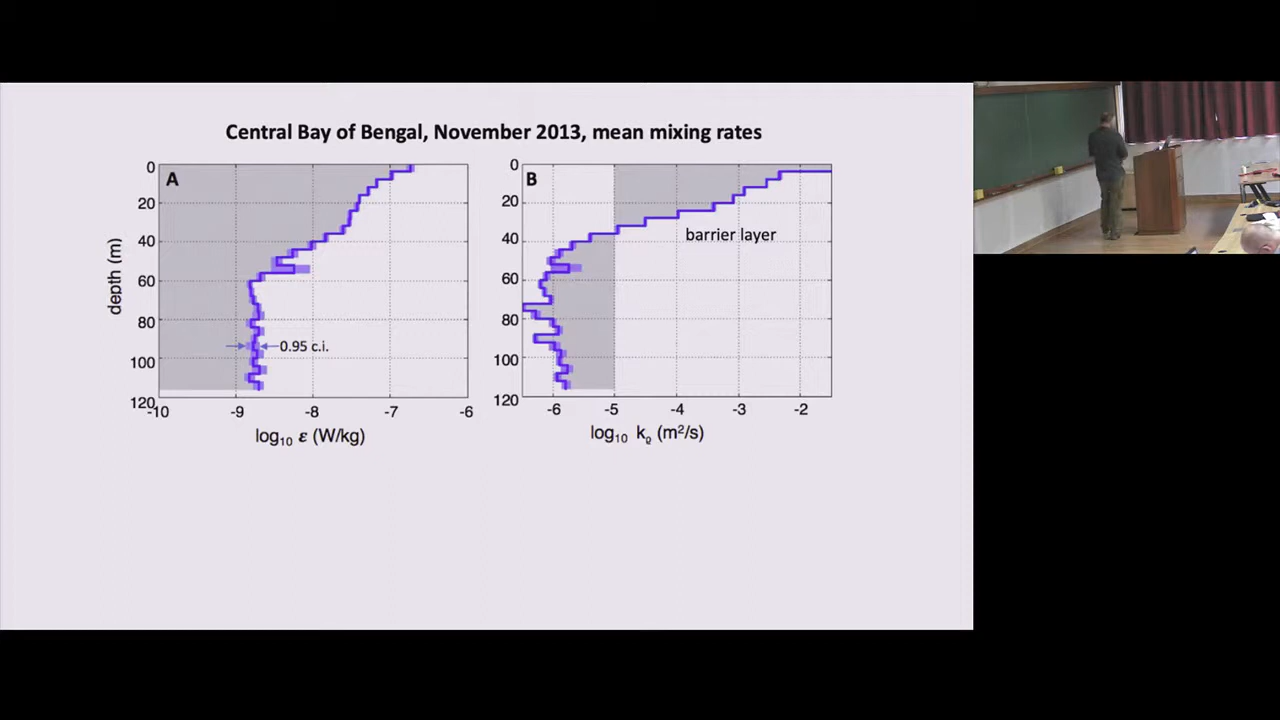 Central Bay of Bengal, November 2013, mean mixing rates
A
0
20
40
60
80
100
120
depth (m)
0.95 c.i.
-10 -9 -8 -7 -6
log₁₀ ε (W/kg)
B
0
20
40
60
80
100
120
barrier layer
-6 -5 -4 -3 -2
log₁₀ kϱ (m²/s)